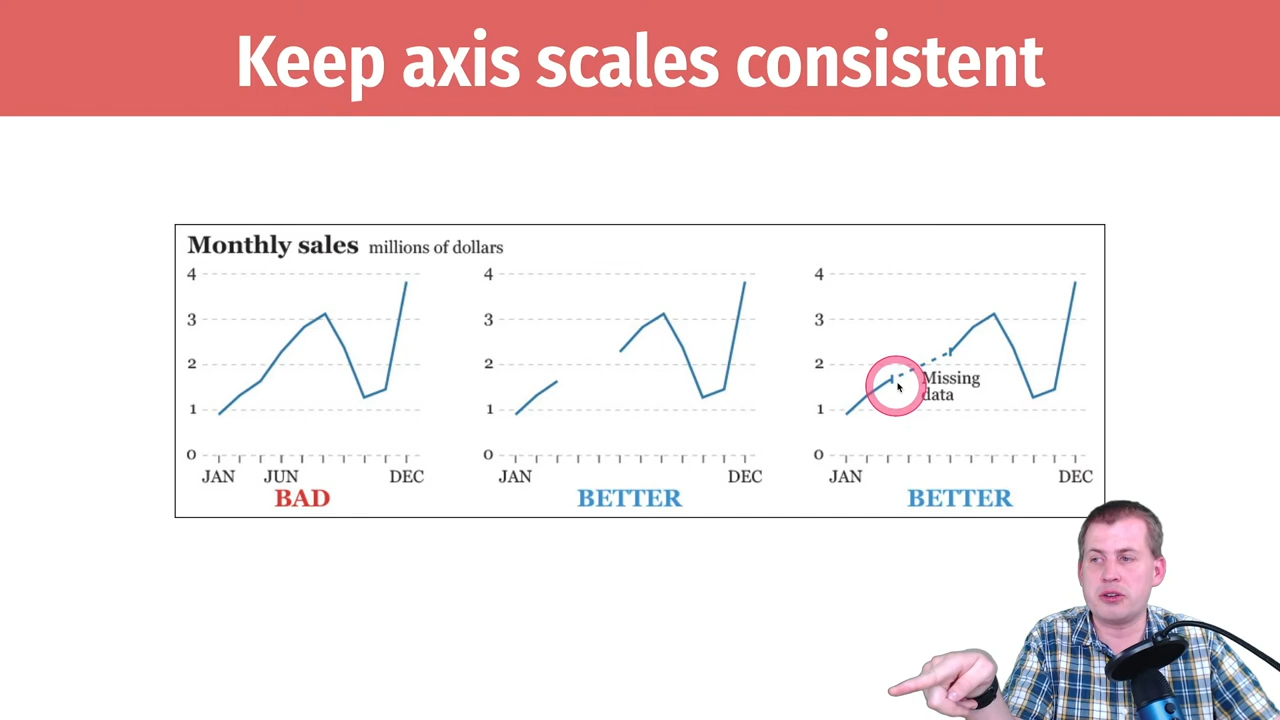 Keep axis scales consistent
Monthly sales millions of dollars
4
3
2
1
0
JAN JUN DEC
BAD
4
3
2
1
0
JAN DEC
BETTER
4
3
2
1
0
Missing
data
JAN DEC
BETTER